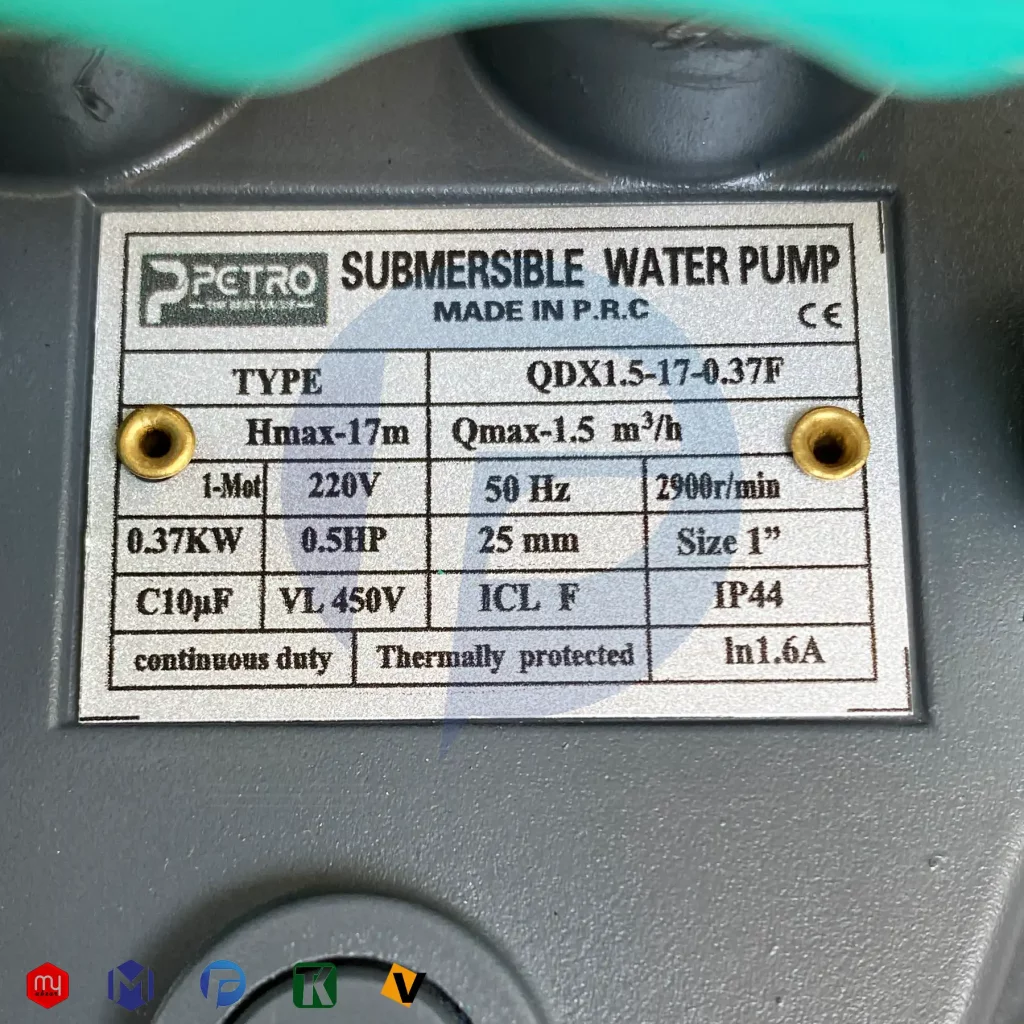 PETRO
SUBMERSIBLE WATER PUMP
MADE IN P.R.C
CE
TYPE QDX1.5-17-0.37F
Hmax-17m Qmax-1.5 m³/h
1-Mot 220V 50 Hz 2900r/min
0.37KW 0.5HP 25 mm Size 1”
C10µF VL 450V ICL F IP44
continuous duty Thermally protected ln1.6A
my